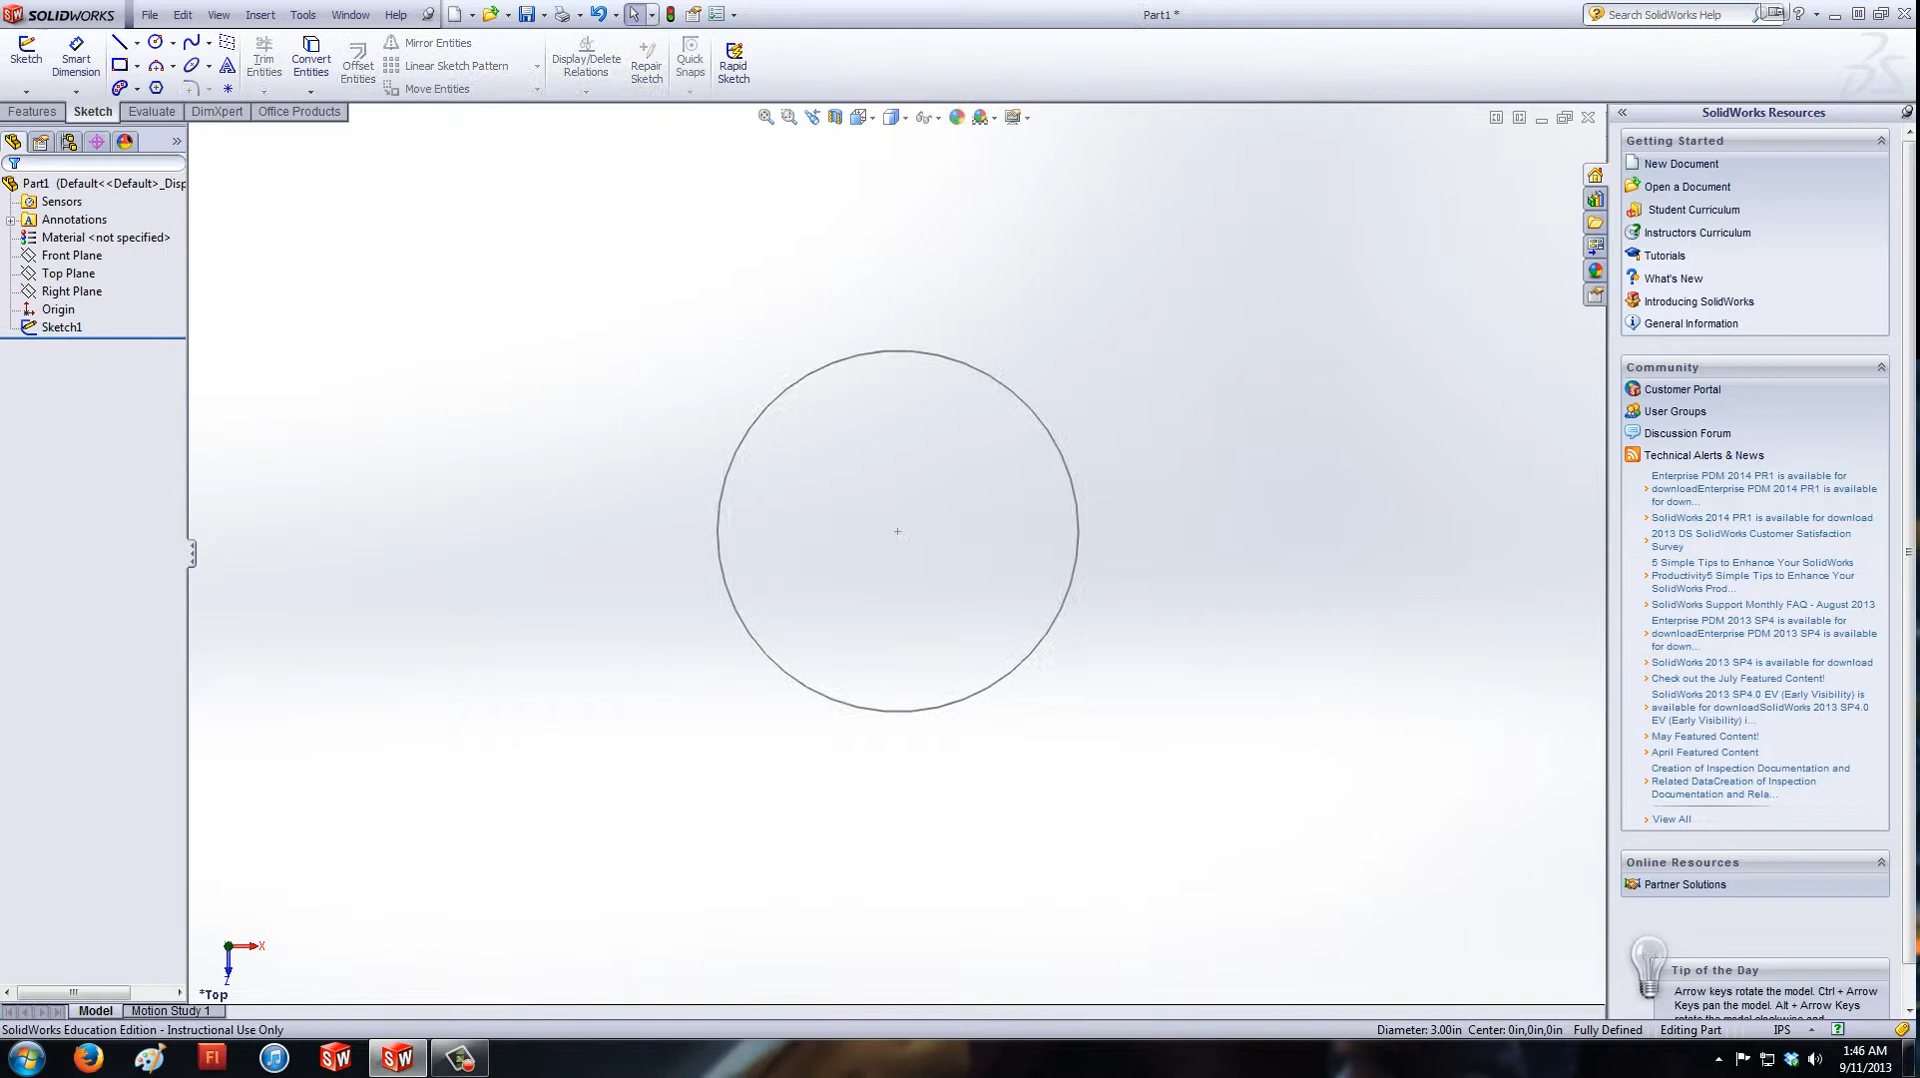 SOLIDWORKS File Edit View Insert Tools Window Help Part1 * Search SolidWorks Help
Sketch
Smart Dimension
Trim Entities
Convert Entities
Offset Entities
Mirror Entities
Linear Sketch Pattern
Move Entities
Display/Delete Relations
Repair Sketch
Quick Snaps
Rapid Sketch
Features Sketch Evaluate DimXpert Office Products
Part1 (Default<<Default>_Disp
Sensors
Annotations
Material <not specified>
Front Plane
Top Plane
Right Plane
Origin
Sketch1
X
Z
*Top
Model Motion Study 1
SolidWorks Resources
Getting Started
New Document
Open a Document
Student Curriculum
Instructors Curriculum
Tutorials
What's New
Introducing SolidWorks
General Information
Community
Customer Portal
User Groups
Discussion Forum
Technical Alerts & News
Enterprise PDM 2014 PR1 is available for
downloadEnterprise PDM 2014 PR1 is available
for down...
SolidWorks 2014 PR1 is available for download
2013 DS SolidWorks Customer Satisfaction
Survey
5 Simple Tips to Enhance Your SolidWorks
Productivity5 Simple Tips to Enhance Your
SolidWorks Prod...
SolidWorks Support Monthly FAQ - August 2013
Enterprise PDM 2013 SP4 is available for
downloadEnterprise PDM 2013 SP4 is available
for down...
SolidWorks 2013 SP4 is available for download
Check out the July Featured Content!
SolidWorks 2013 SP4.0 EV (Early Visibility) is
available for downloadSolidWorks 2013 SP4.0
EV (Early Visibility) i...
May Featured Content!
April Featured Content
Creation of Inspection Documentation and
Related DataCreation of Inspection
Documentation and Rela...
View All
Online Resources
Partner Solutions
Tip of the Day
Arrow keys rotate the model. Ctrl + Arrow
Keys pan the model. Alt + Arrow Keys
SolidWorks Education Edition - Instructional Use Only
Diameter: 3.00in Center: 0in,0in,0in Fully Defined Editing Part IPS
1:46 AM
9/11/2013